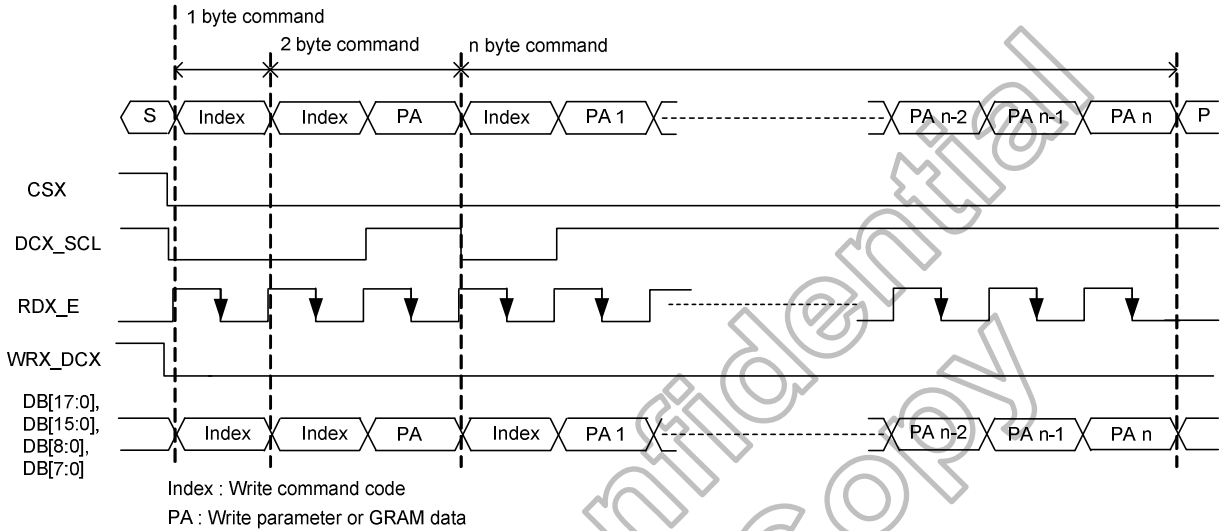 1 byte command
2 byte command
n byte command
S Index Index PA Index PA 1 PA n-2 PA n-1 PA n P
CSX
DCX_SCL
RDX_E
WRX_DCX
DB[17:0],
DB[15:0],
DB[8:0],
DB[7:0]
Index Index PA Index PA 1 PA n-2 PA n-1 PA n
Index : Write command code
PA : Write parameter or GRAM data
nfidential
Copy